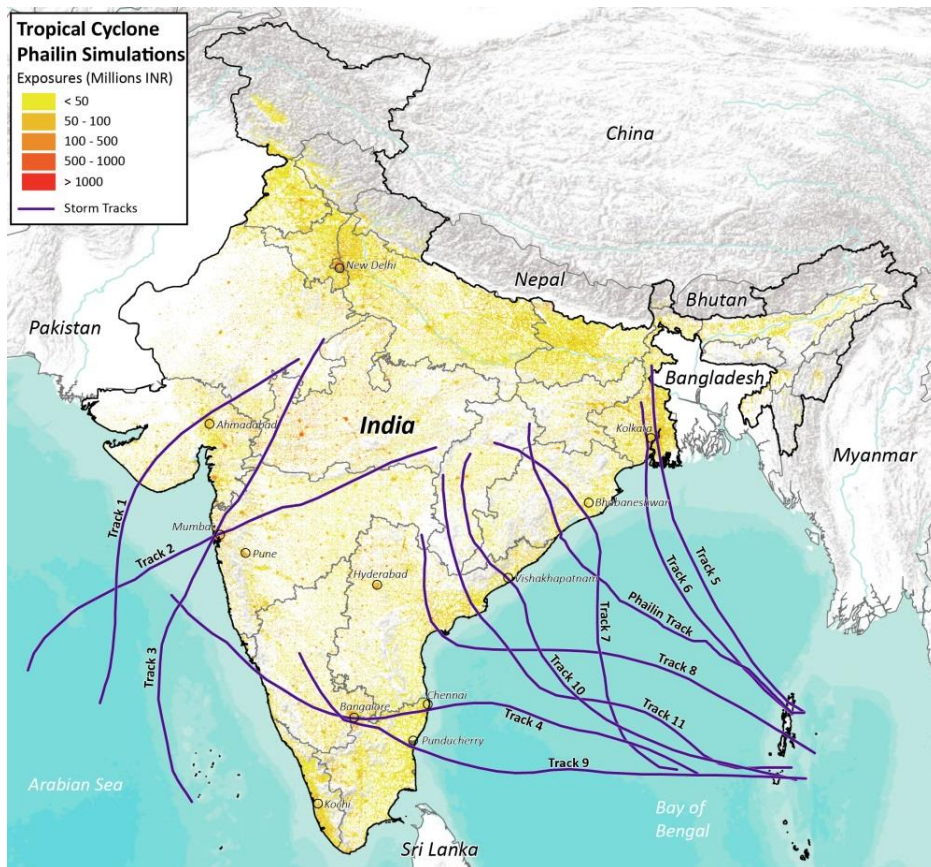 Tropical Cyclone
Phailin Simulations
Exposures (Millions INR)
< 50
50 - 100
100 - 500
500 - 1000
> 1000
Storm Tracks
China
New Delhi
Nepal
Bhutan
Pakistan
Bangladesh
India
Ahmadabad
Kolkata
Myanmar
Track 1
Bhubaneshwar
Mumbai
Track 2
Pune
Hyderabad
Vishakhapatnam
Track 5
Track 6
Phailin Track
Track 7
Track 3
Track 8
Track 10
Chennai
Bangalore
Track 4
Track 11
Punducherry
Track 9
Arabian Sea
Kochi
Bay of
Bengal
Sri Lanka